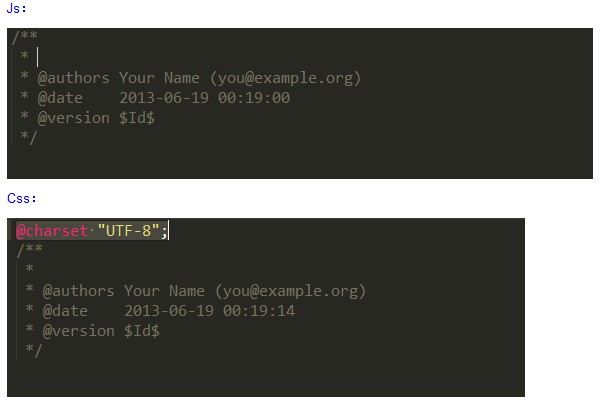 Js:
/**
 *
 * @authors Your Name (you@example.org)
 * @date    2013-06-19 00:19:00
 * @version $Id$
 */
Css:
@charset "UTF-8";
/**
 *
 * @authors Your Name (you@example.org)
 * @date    2013-06-19 00:19:14
 * @version $Id$
 */